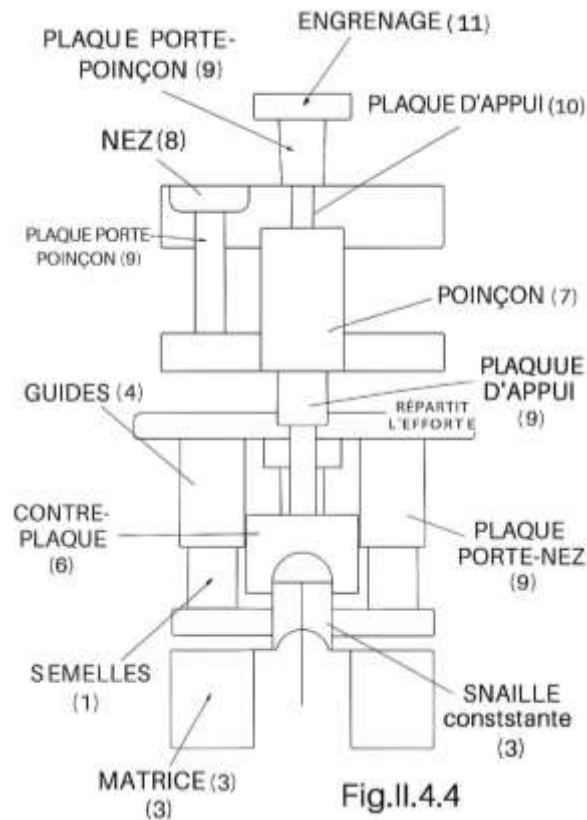 ENGRENAGE (11)
PLAQUE PORTE-
POINÇON (9)
PLAQUE D'APPUI (10)
NEZ (8)
PLAQUE PORTE
POINÇON (9)
POINÇON (7)
PLAQUUE
D'APPUI
(9)
GUIDES (4)
RÉPARTIT
L'EFFORTE
CONTRE-
PLAQUE
(6)
PLAQUE
PORTE-NEZ
(9)
SEMELLES
(1)
SNAILLE
conststante
(3)
MATRICE (3)
(3)
Fig.II.4.4